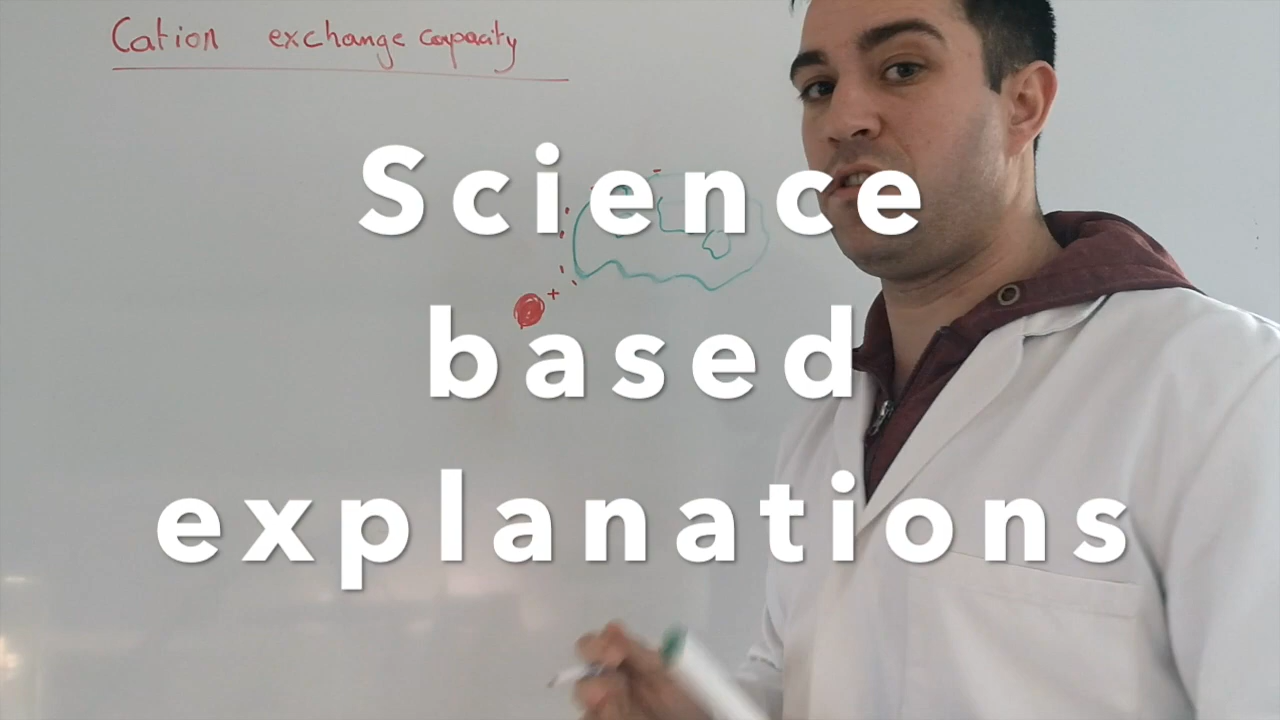 Cation exchange capacity
Science
based
explanations
+